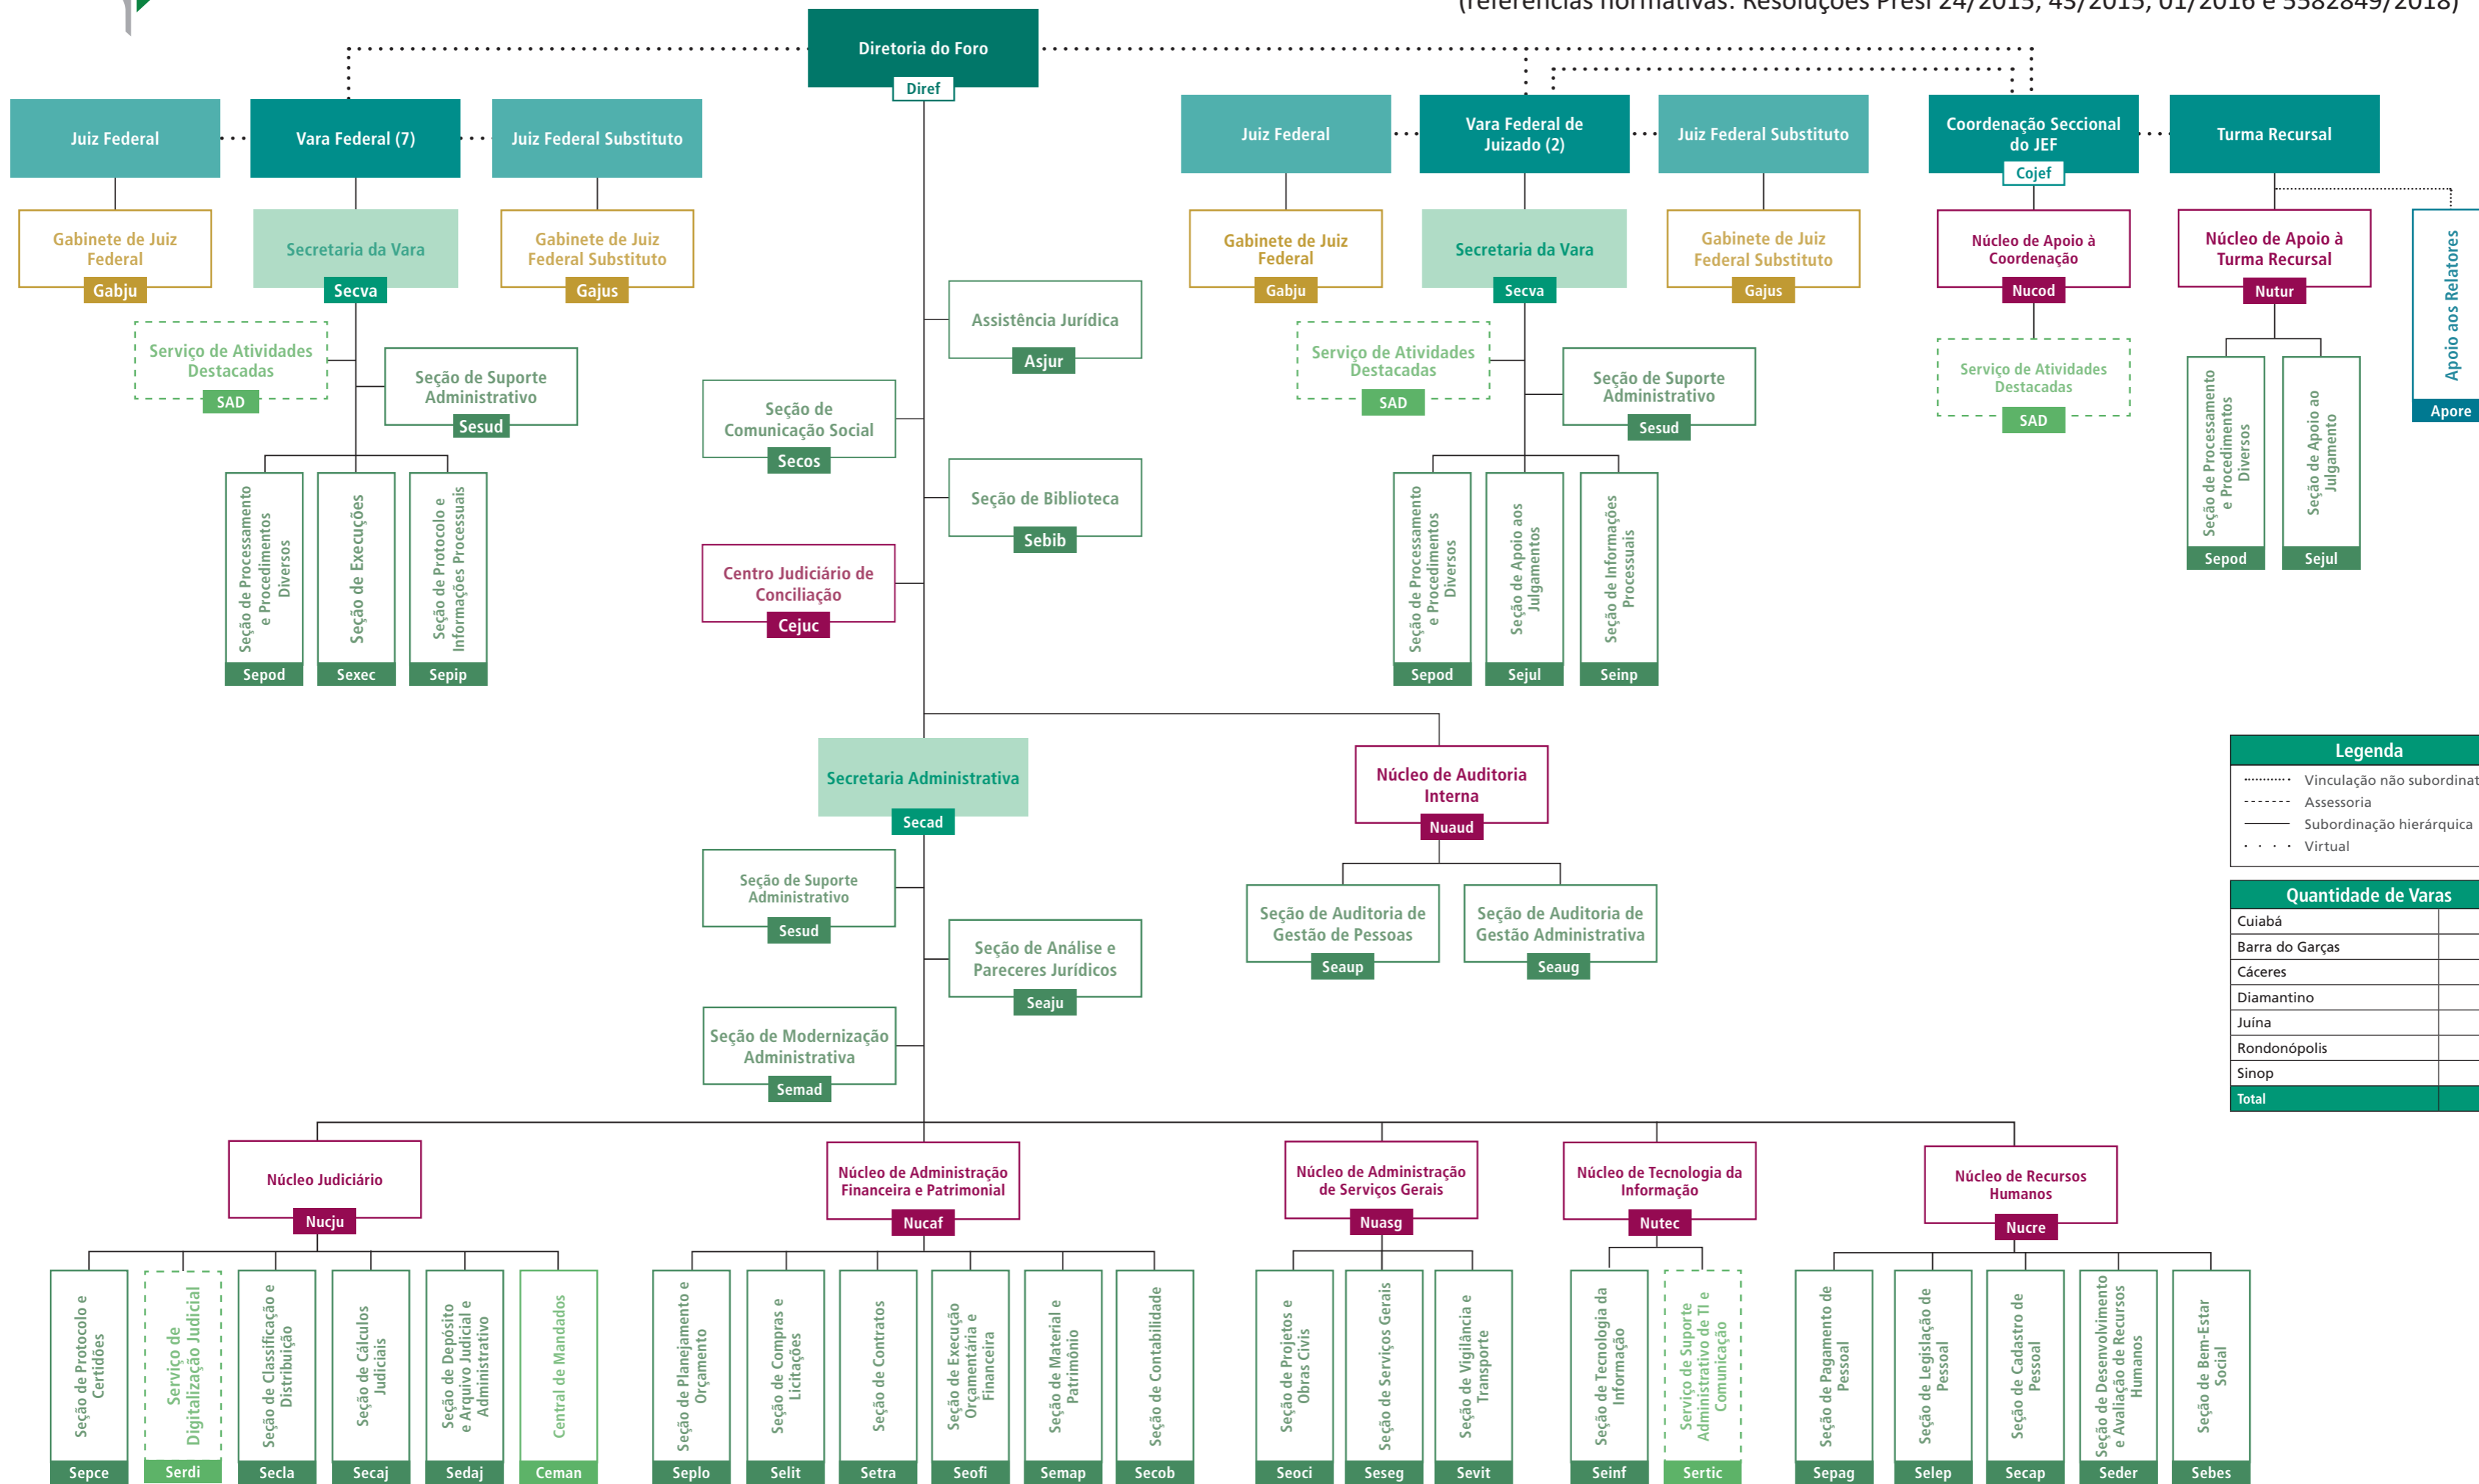 (referências normativas: Resoluções Presi 24/2015, 43/2015, 01/2016 e 5582849/2018)
Diretoria do Foro
Diref
Juiz Federal
Vara Federal (7)
Juiz Federal Substituto
Juiz Federal
Vara Federal de
Juizado (2)
Juiz Federal Substituto
Coordenação Seccional
do JEF
Cojef
Turma Recursal
Gabinete de Juiz
Federal
Gabju
Secretaria da Vara
Secva
Gabinete de Juiz
Federal Substituto
Gajus
Gabinete de Juiz
Federal
Gabju
Secretaria da Vara
Secva
Gabinete de Juiz
Federal Substituto
Gajus
Núcleo de Apoio à
Coordenação
Nucod
Núcleo de Apoio à
Turma Recursal
Nutur
Apoio aos Relatores
Apore
Serviço de Atividades
Destacadas
SAD
Seção de Suporte
Administrativo
Sesud
Assistência Jurídica
Asjur
Seção de
Comunicação Social
Secos
Seção de Biblioteca
Sebib
Centro Judiciário de
Conciliação
Cejuc
Serviço de Atividades
Destacadas
SAD
Seção de Suporte
Administrativo
Sesud
Serviço de Atividades
Destacadas
SAD
Seção de Processamento
e Procedimentos
Diversos
Sepod
Seção de Apoio ao
Julgamento
Sejul
Seção de Processamento
e Procedimentos
Diversos
Sepod
Seção de Execuções
Sexec
Seção de Protocolo e
Informações Processuais
Sepip
Seção de Processamento
e Procedimentos
Diversos
Sepod
Seção de Apoio aos
Julgamentos
Sejul
Seção de Informações
Processuais
Seinp
Secretaria Administrativa
Secad
Núcleo de Auditoria
Interna
Nuaud
Legenda
Vinculação não subordinat
Assessoria
Subordinação hierárquica
Virtual
Seção de Suporte
Administrativo
Sesud
Seção de Análise e
Pareceres Jurídicos
Seaju
Seção de Modernização
Administrativa
Semad
Seção de Auditoria de
Gestão de Pessoas
Seaup
Seção de Auditoria de
Gestão Administrativa
Seaug
Quantidade de Varas
Cuiabá
Barra do Garças
Cáceres
Diamantino
Juína
Rondonópolis
Sinop
Total
Núcleo Judiciário
Nucju
Núcleo de Administração
Financeira e Patrimonial
Nucaf
Núcleo de Administração
de Serviços Gerais
Nuasg
Núcleo de Tecnologia da
Informação
Nutec
Núcleo de Recursos
Humanos
Nucre
Seção de Protocolo e
Certidões
Sepce
Serviço de
Digitalização Judicial
Serdi
Seção de Classificação e
Distribuição
Secla
Seção de Cálculos
Judiciais
Secaj
Seção de Depósito
e Arquivo Judicial e
Administrativo
Sedaj
Central de Mandados
Ceman
Seção de Planejamento e
Orçamento
Seplo
Seção de Compras e
Licitações
Selit
Seção de Contratos
Setra
Seção de Execução
Orçamentária e
Financeira
Seofi
Seção de Material e
Patrimônio
Semap
Seção de Contabilidade
Secob
Seção de Projetos e
Obras Civis
Seoci
Seção de Serviços Gerais
Seseg
Seção de Vigilância e
Transporte
Sevit
Seção de Tecnologia da
Informação
Seinf
Serviço de Suporte
Administrativo de TI e
Comunicação
Sertic
Seção de Pagamento de
Pessoal
Sepag
Seção de Legislação de
Pessoal
Selep
Seção de Cadastro de
Pessoal
Secap
Seção de Desenvolvimento
e Avaliação de Recursos
Humanos
Seder
Seção de Bem-Estar
Social
Sebes